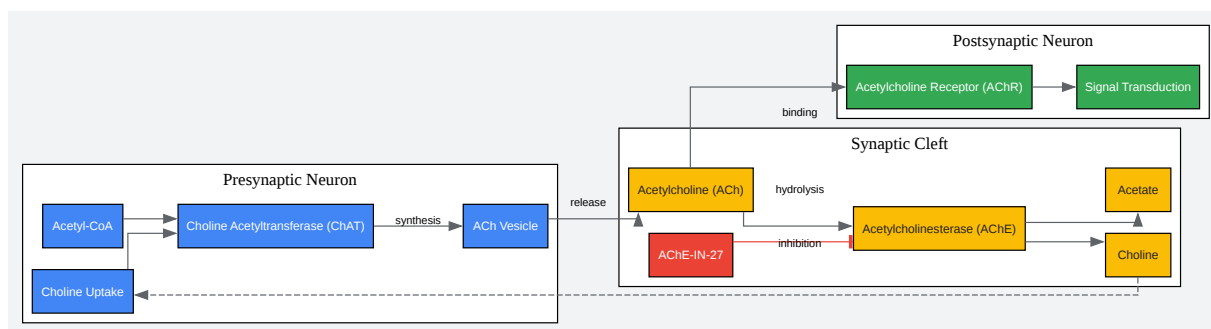 Postsynaptic Neuron
Acetylcholine Receptor (AChR)
Signal Transduction
binding
Synaptic Cleft
Presynaptic Neuron
Acetylcholine (ACh)
hydrolysis
Acetate
release
Acetyl-CoA
Choline Acetyltransferase (ChAT)
synthesis
ACh Vesicle
Acetylcholinesterase (AChE)
AChE-IN-27
inhibition
Choline
Choline Uptake